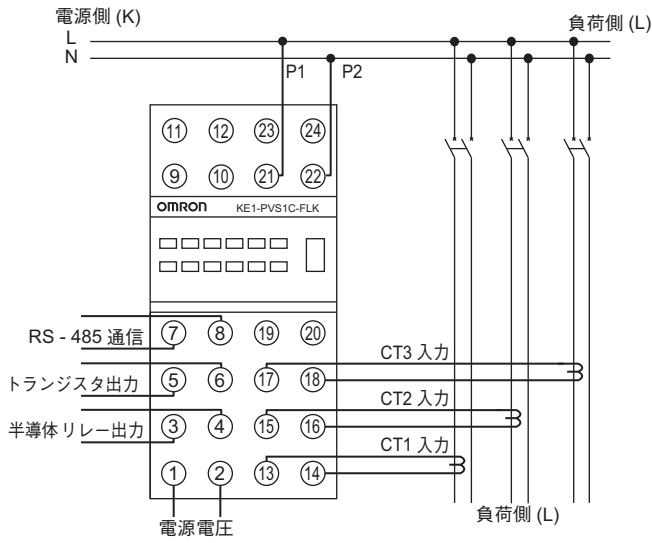 電源側 (K)
負荷側 (L)
L
N
P1
P2
⑪ ⑫ ㉓ ㉔
⑨ ⑩ ㉑ ㉒
OMRON KE1-PVS1C-FLK
RS - 485 通信
⑦ ⑧ ⑲ ⑳
CT3 入力
トランジスタ出力
⑤ ⑥ ⑰ ⑱
CT2 入力
半導体リレー出力
③ ④ ⑮ ⑯
CT1 入力
① ② ⑬ ⑭
電源電圧
負荷側 (L)